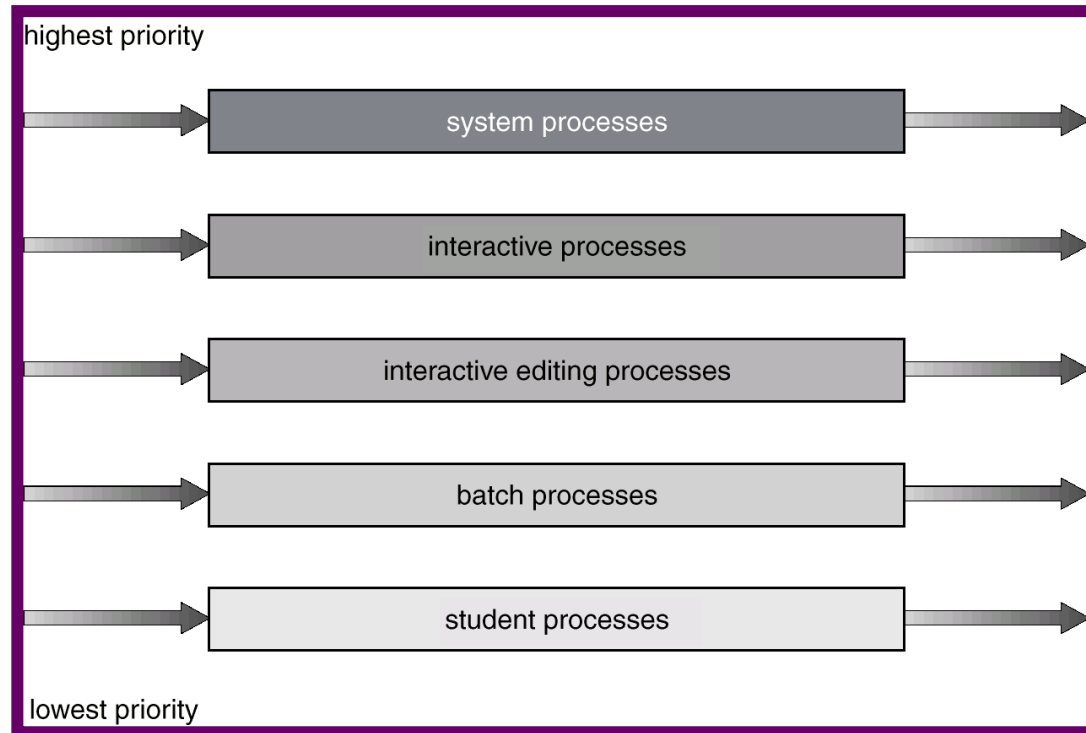 highest priority
system processes
interactive processes
interactive editing processes
batch processes
student processes
lowest priority